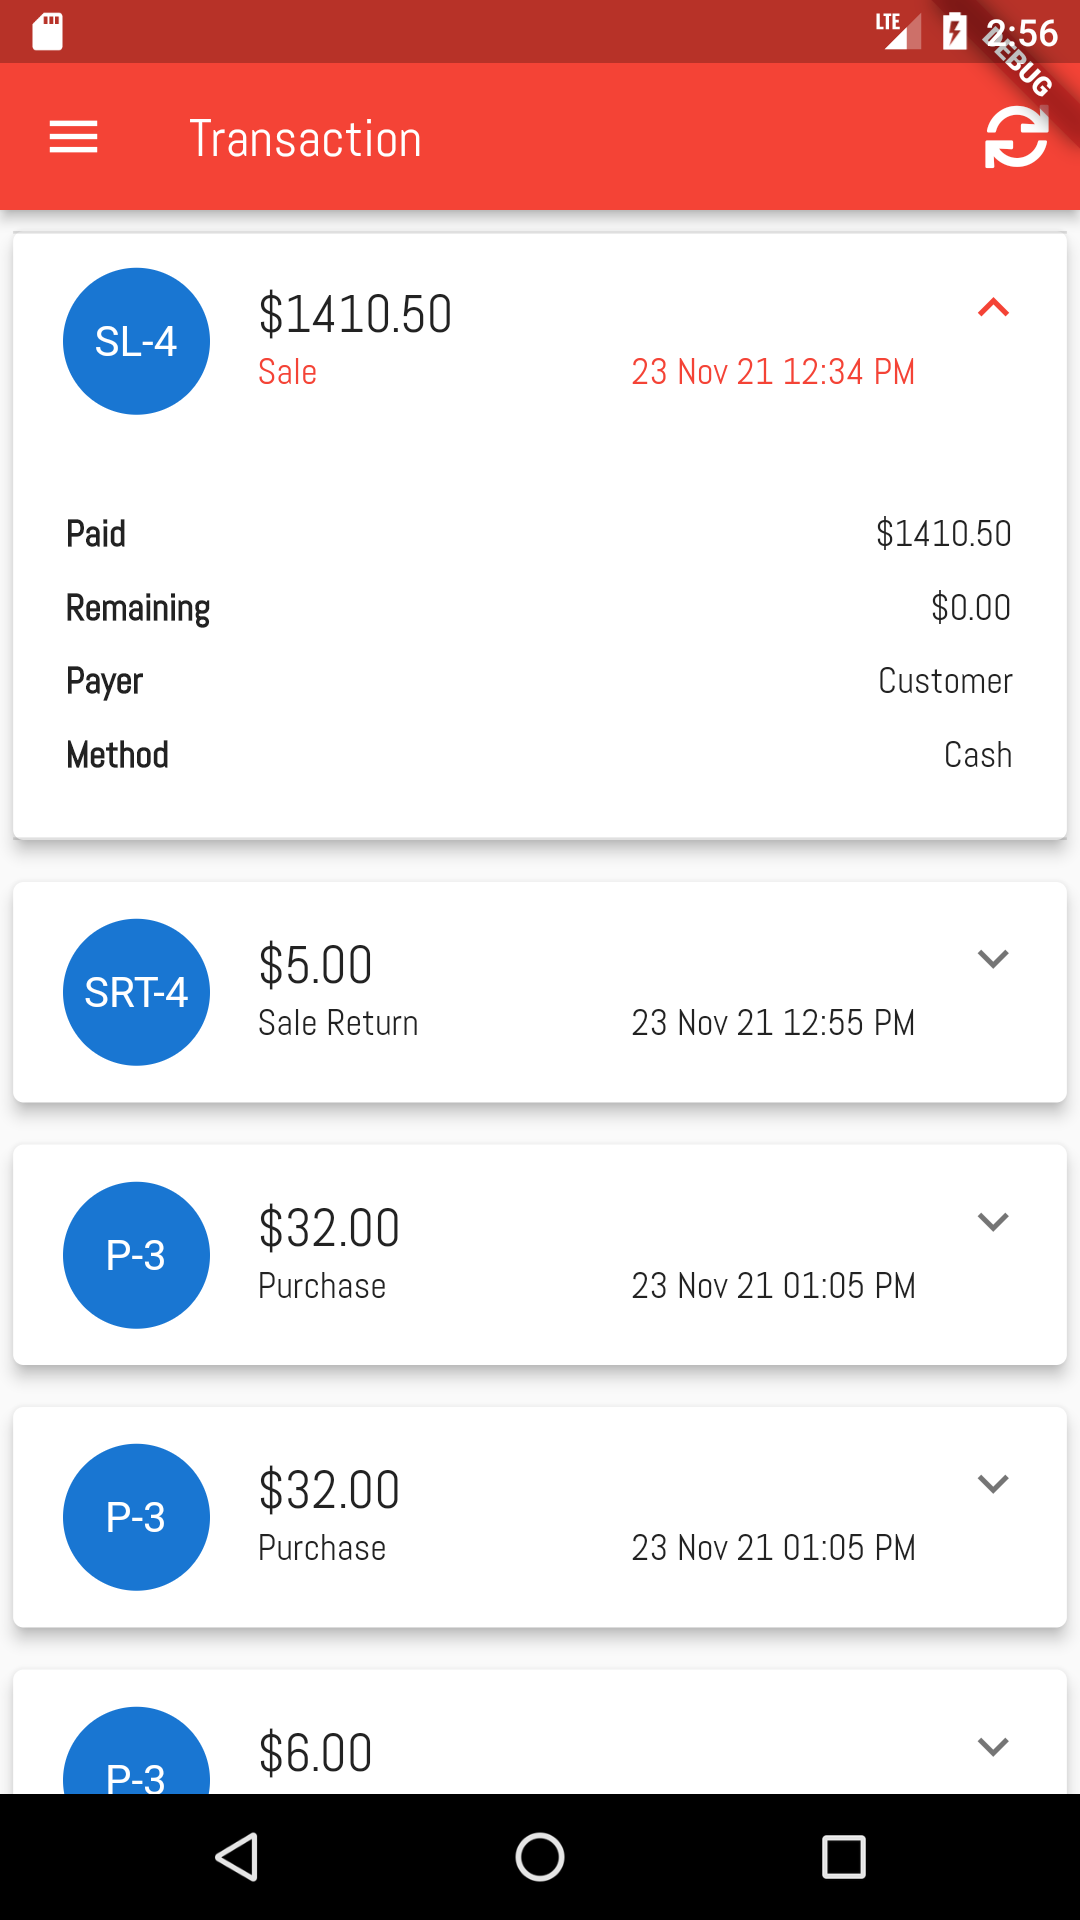 LTE 2:56
DEBUG
Transaction
SL-4
$1410.50
Sale 23 Nov 21 12:34 PM
Paid $1410.50
Remaining $0.00
Payer Customer
Method Cash
SRT-4
$5.00
Sale Return 23 Nov 21 12:55 PM
P-3
$32.00
Purchase 23 Nov 21 01:05 PM
P-3
$32.00
Purchase 23 Nov 21 01:05 PM
P-3
$6.00